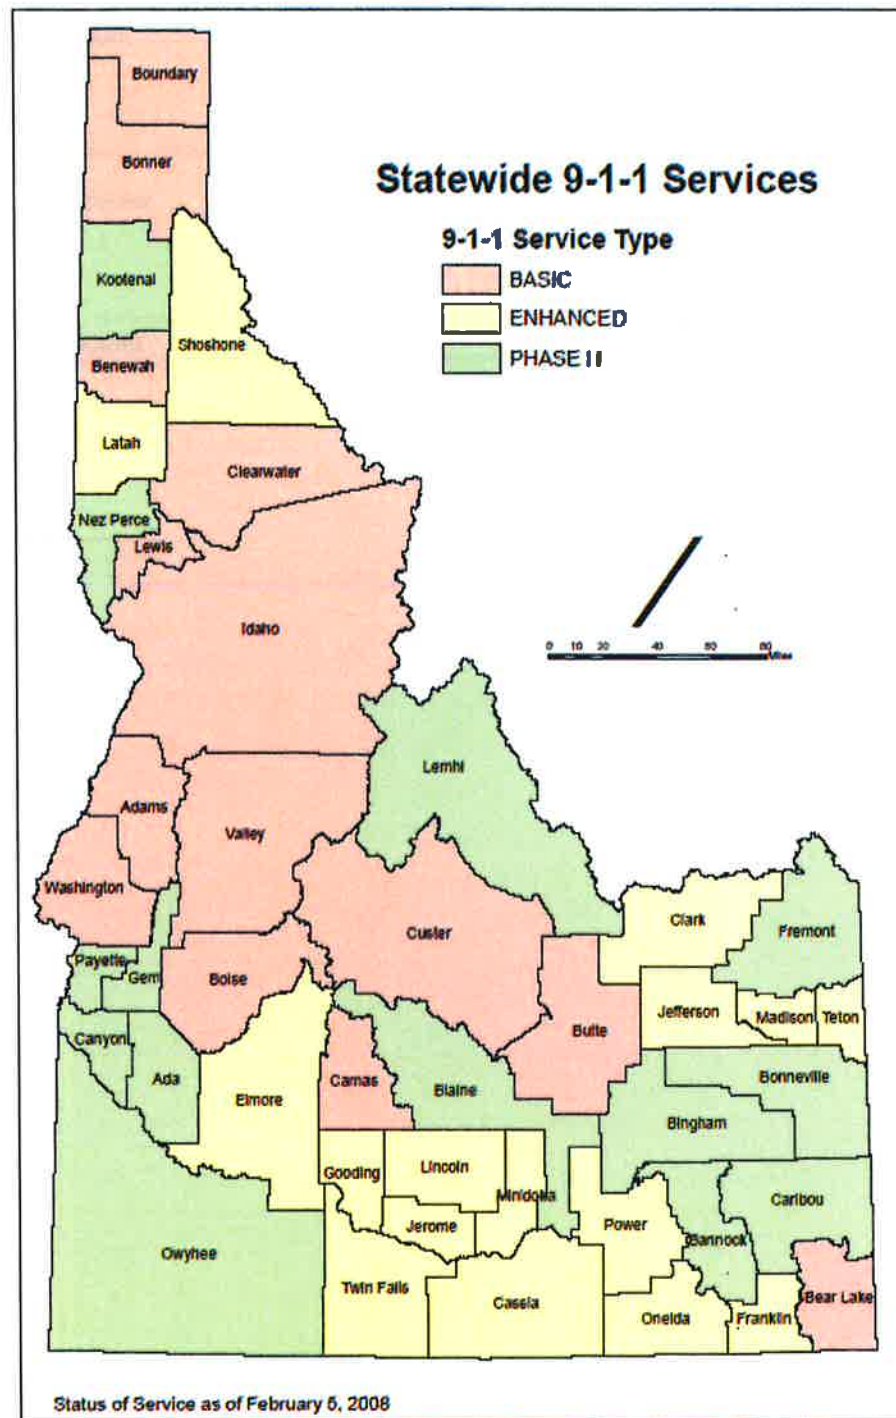 Boundary
Bonner
Statewide 9-1-1 Services
9-1-1 Service Type
BASIC
ENHANCED
PHASE II
Kootenai
Shoshone
Benewah
Latah
Clearwater
Nez Perce
Lewis
Idaho
0 10 20 40 60 80
Miles
Lemhi
Adams
Valley
Washington
Custer
Clark
Fremont
Payette
Gem
Boise
Butte
Jefferson
Madison
Teton
Canyon
Ada
Elmore
Camas
Blaine
Bonneville
Bingham
Gooding
Lincoln
Minidoka
Jerome
Power
Caribou
Bannock
Owyhee
Twin Falls
Cassia
Oneida
Franklin
Bear Lake
Status of Service as of February 5, 2008